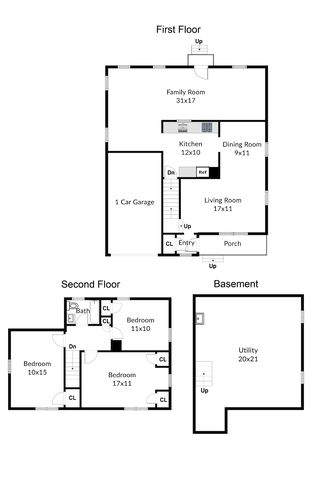 First Floor
Up
Family Room
31x17
Kitchen
12x10
Dining Room
9x11
Dn
Ref
1 Car Garage
Living Room
17x11
Up
CL
Entry
Porch
Up
Second Floor
Bath
CL
CL
Bedroom
11x10
Dn
CL
Bedroom
10x15
Bedroom
17x11
CL
CL
Basement
Utility
20x21
Up